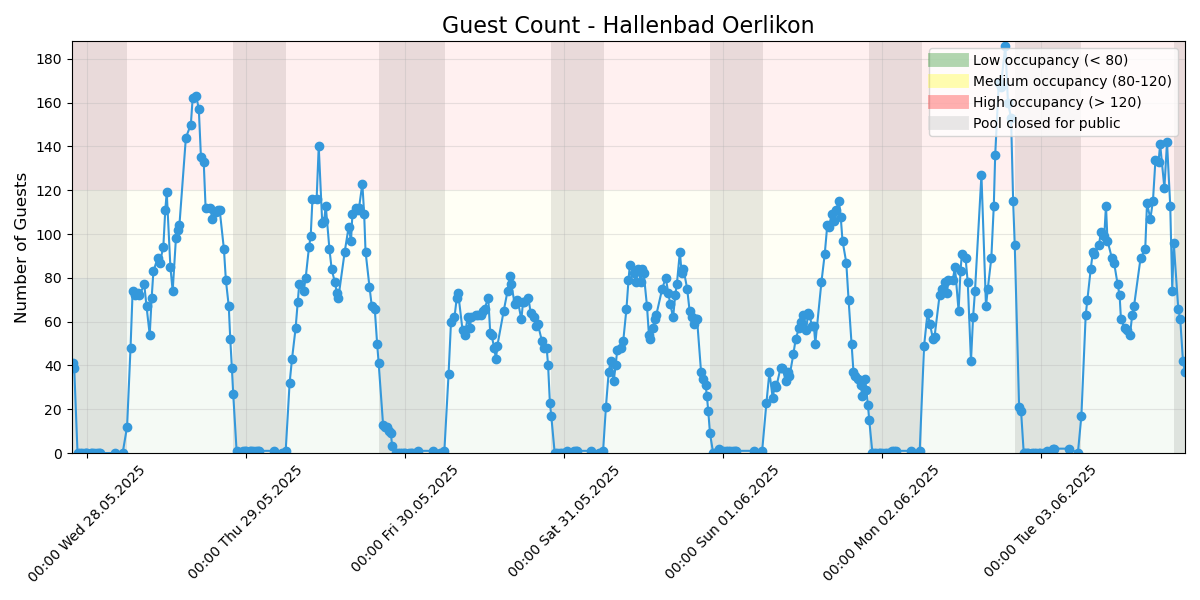 Guest Count - Hallenbad Oerlikon
Number of Guests
180
160
140
120
100
80
60
40
20
0
Low occupancy (< 80)
Medium occupancy (80-120)
High occupancy (> 120)
Pool closed for public
00:00 Wed 28.05.2025
00:00 Thu 29.05.2025
00:00 Fri 30.05.2025
00:00 Sat 31.05.2025
00:00 Sun 01.06.2025
00:00 Mon 02.06.2025
00:00 Tue 03.06.2025